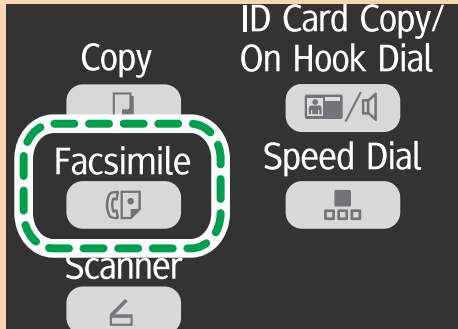 Copy
ID Card Copy/
On Hook Dial
Facsimile
Speed Dial
Scanner